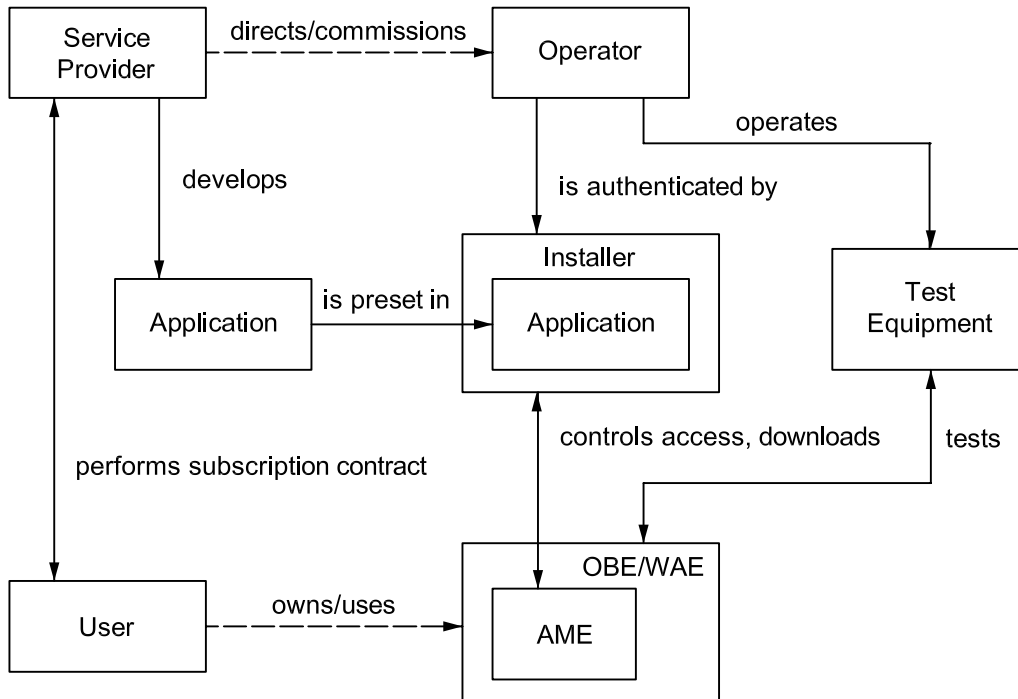 Service
Provider
directs/commissions
Operator
operates
develops
is authenticated by
Installer
Application
is preset in
Application
Test
Equipment
controls access, downloads
tests
performs subscription contract
OBE/WAE
User
owns/uses
AME